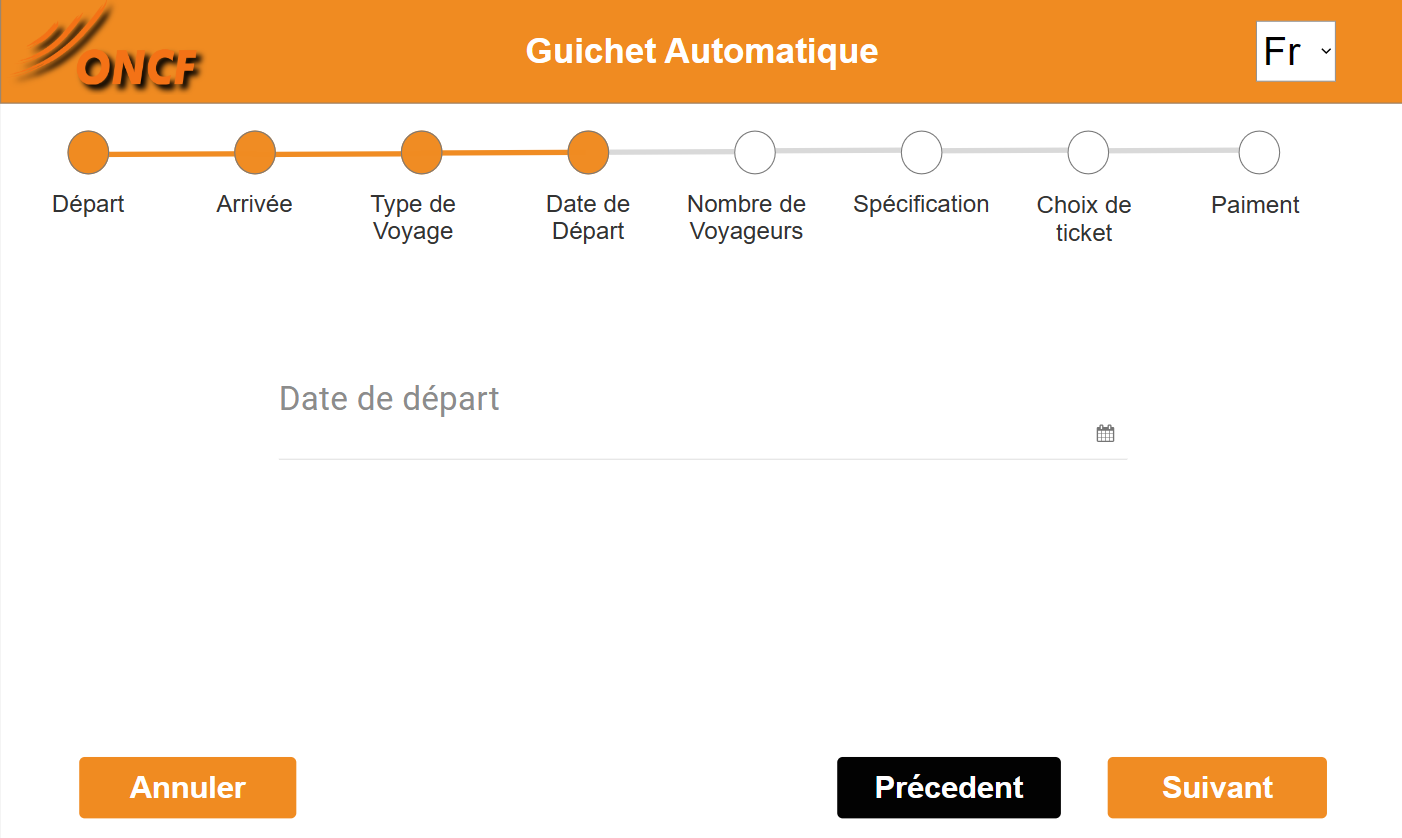 ONCF
Guichet Automatique
Fr
Départ
Arrivée
Type de
Voyage
Date de
Départ
Nombre de
Voyageurs
Spécification
Choix de
ticket
Paiment
Date de départ
Annuler
Précedent
Suivant